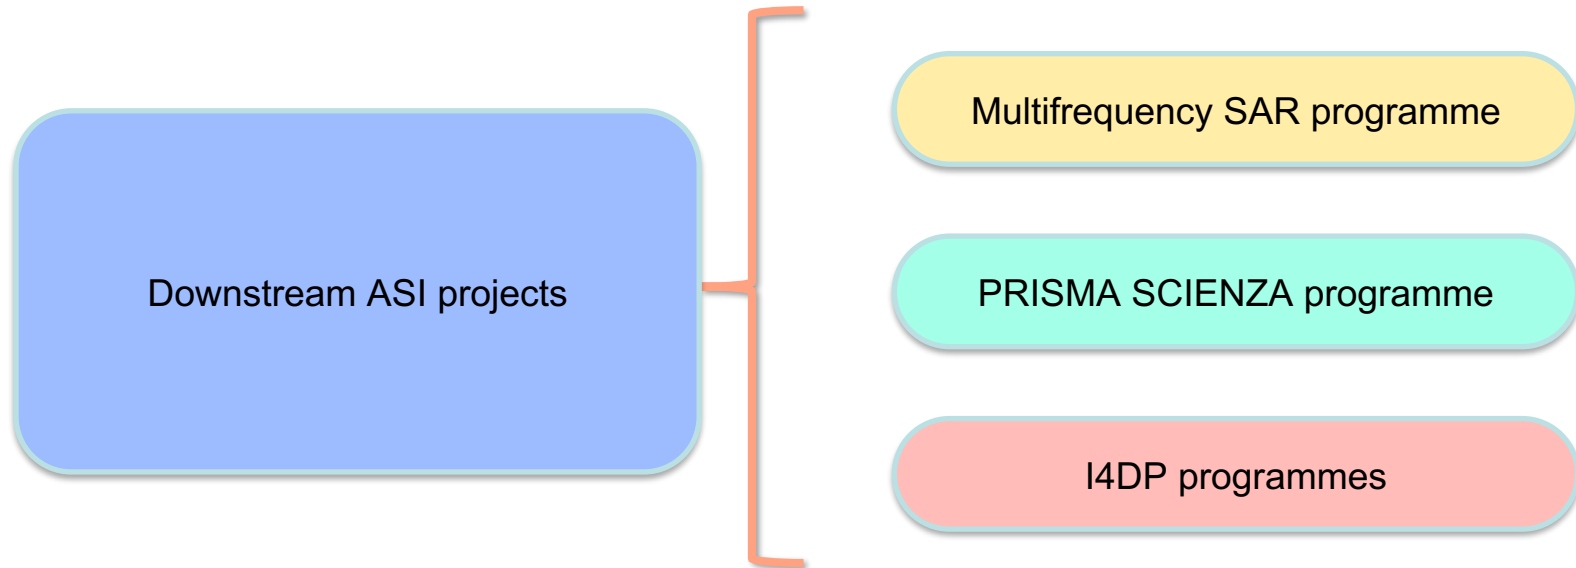 Downstream ASI projects
Multifrequency SAR programme
PRISMA SCIENZA programme
I4DP programmes